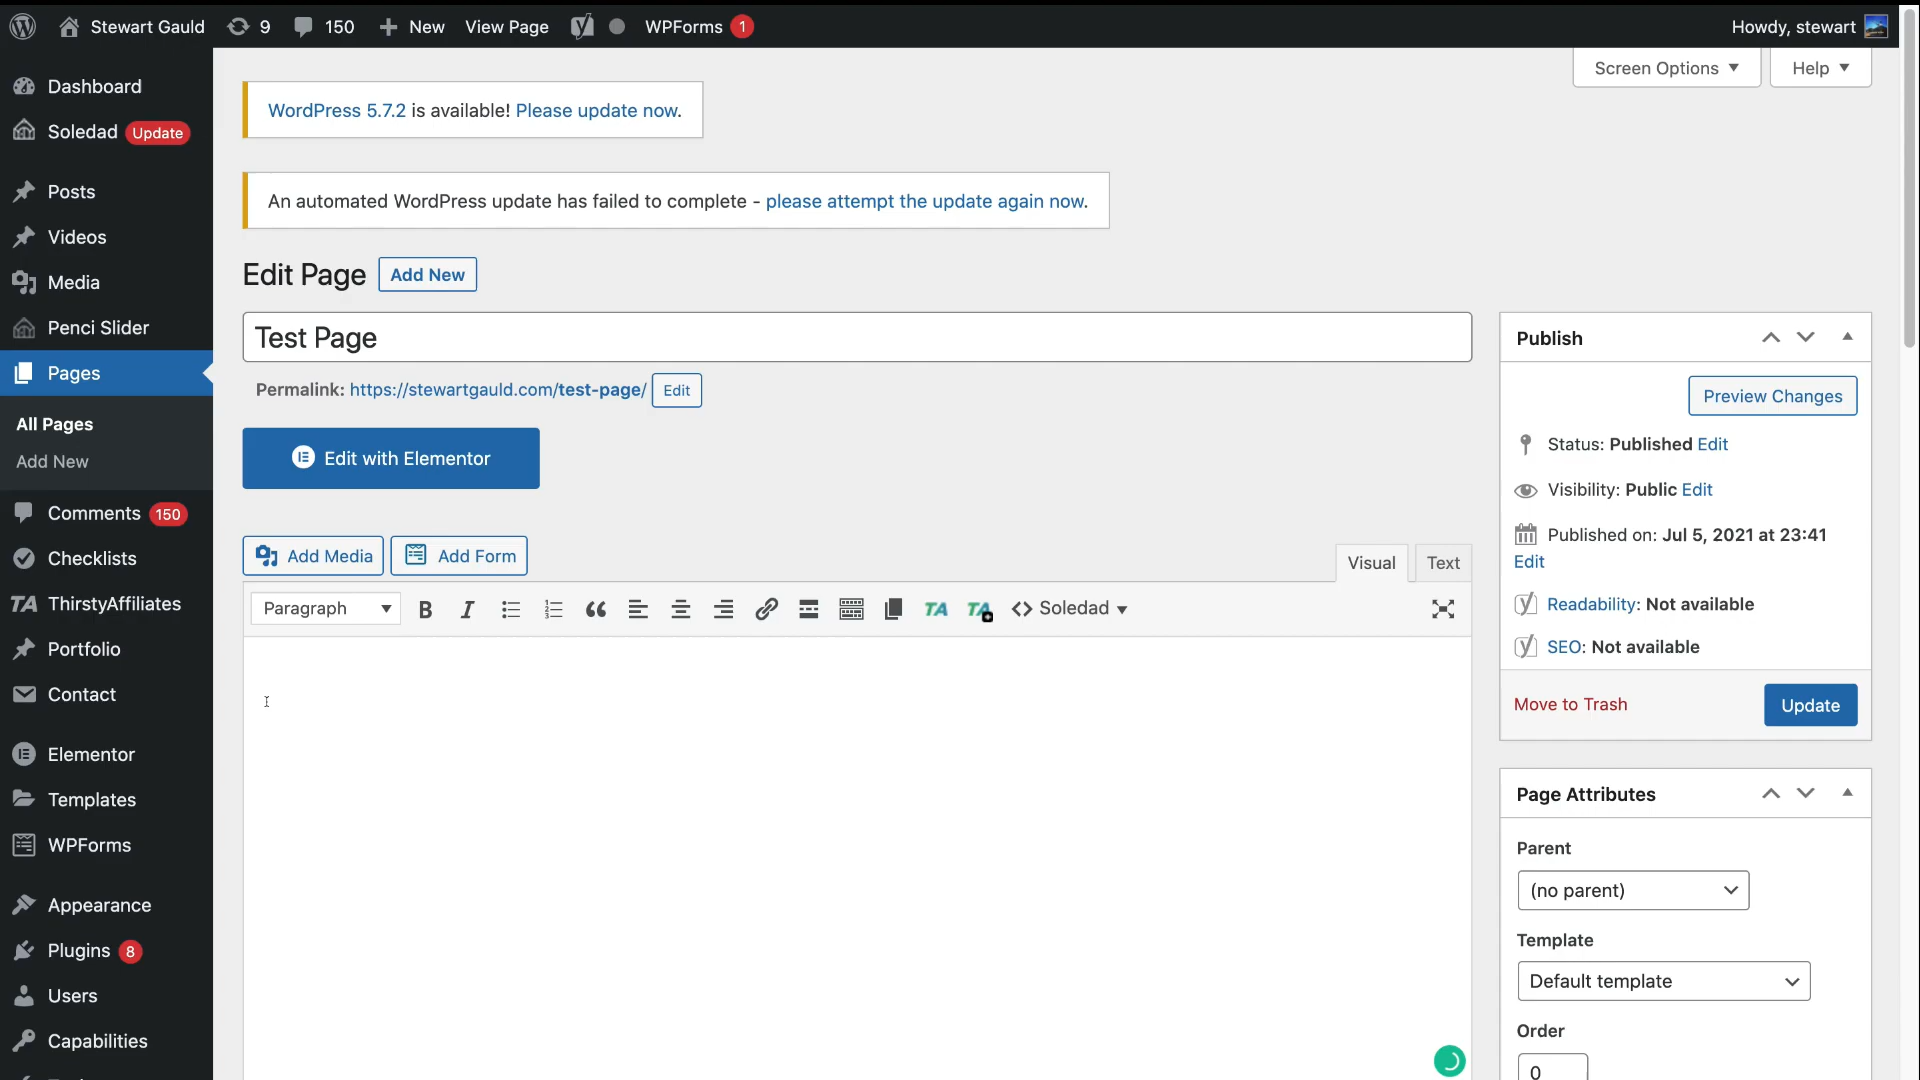 Stewart Gauld 9 150 New View Page WPForms 1 Howdy, stewart
Screen Options Help
Dashboard
Soledad Update
Posts
Videos
Media
Penci Slider
Pages
All Pages
Add New
Comments 150
Checklists
TA ThirstyAffiliates
Portfolio
Contact
Elementor
Templates
WPForms
Appearance
Plugins 8
Users
Capabilities
WordPress 5.7.2 is available! Please update now.
An automated WordPress update has failed to complete - please attempt the update again now.
Edit Page Add New
Test Page
Permalink: https://stewartgauld.com/test-page/ Edit
Edit with Elementor
Add Media Add Form
Visual Text
Paragraph B I TA TA Soledad
Publish
Preview Changes
Status: Published Edit
Visibility: Public Edit
Published on: Jul 5, 2021 at 23:41
Edit
Readability: Not available
SEO: Not available
Move to Trash Update
Page Attributes
Parent
(no parent)
Template
Default template
Order
0